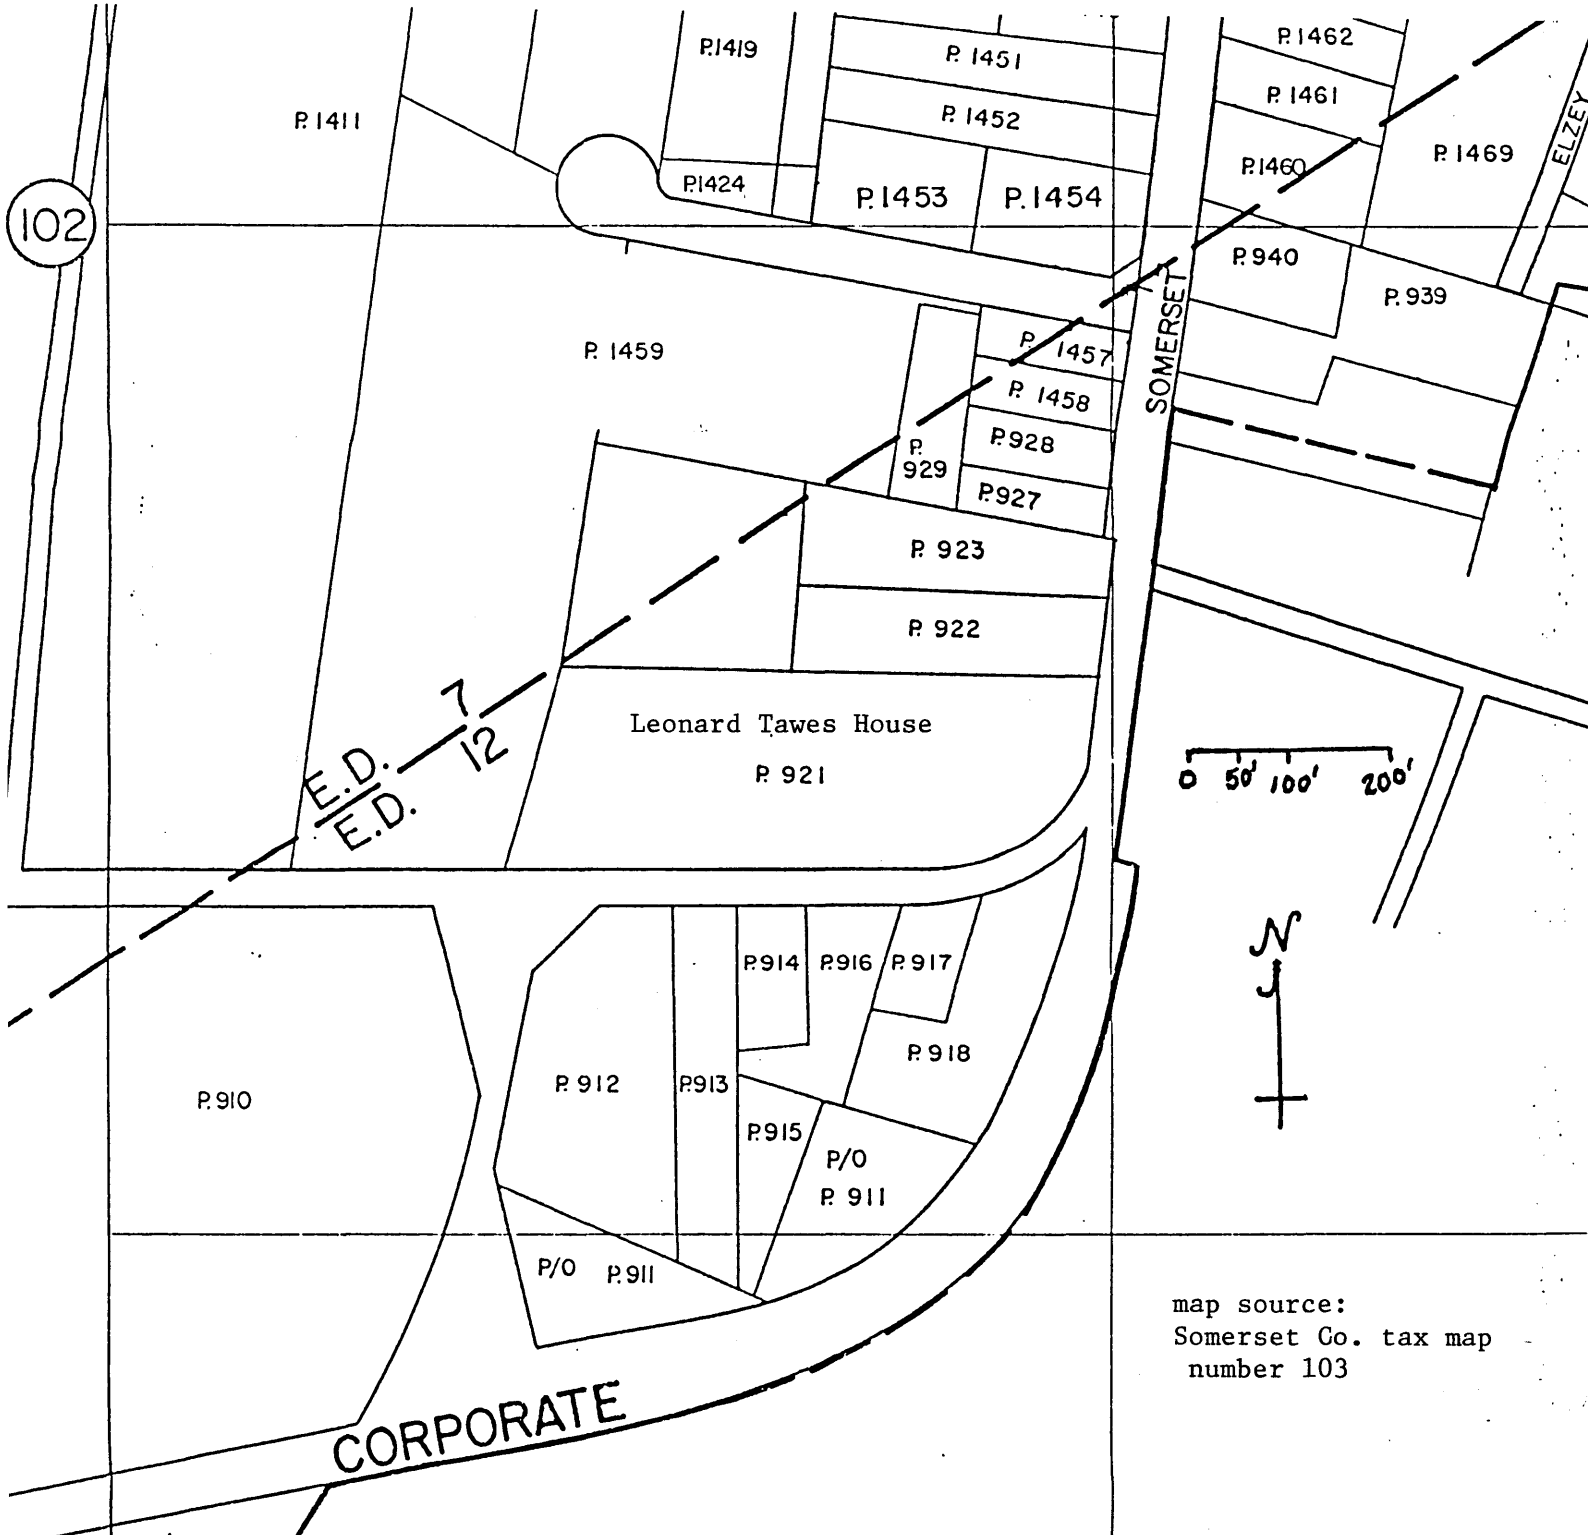 P.1419
P. 1451
P.1462
P.1411
P. 1452
P. 1461
ELZEY
P.1424
P.1453
P.1454
P.1460
P. 1469
102
P.940
P. 939
SOMERSET
P. 1459
P. 1457
P. 1458
P.
929
P.928
P.927
P. 923
P. 922
Leonard Tawes House
P. 921
E.D. 7
E.D. 12
0 50' 100' 200'
N
P.914
P.916
P.917
P. 918
P. 910
P. 912
P.913
P.915
P/O
P. 911
P/O P.911
map source:
Somerset Co. tax map
number 103
CORPORATE